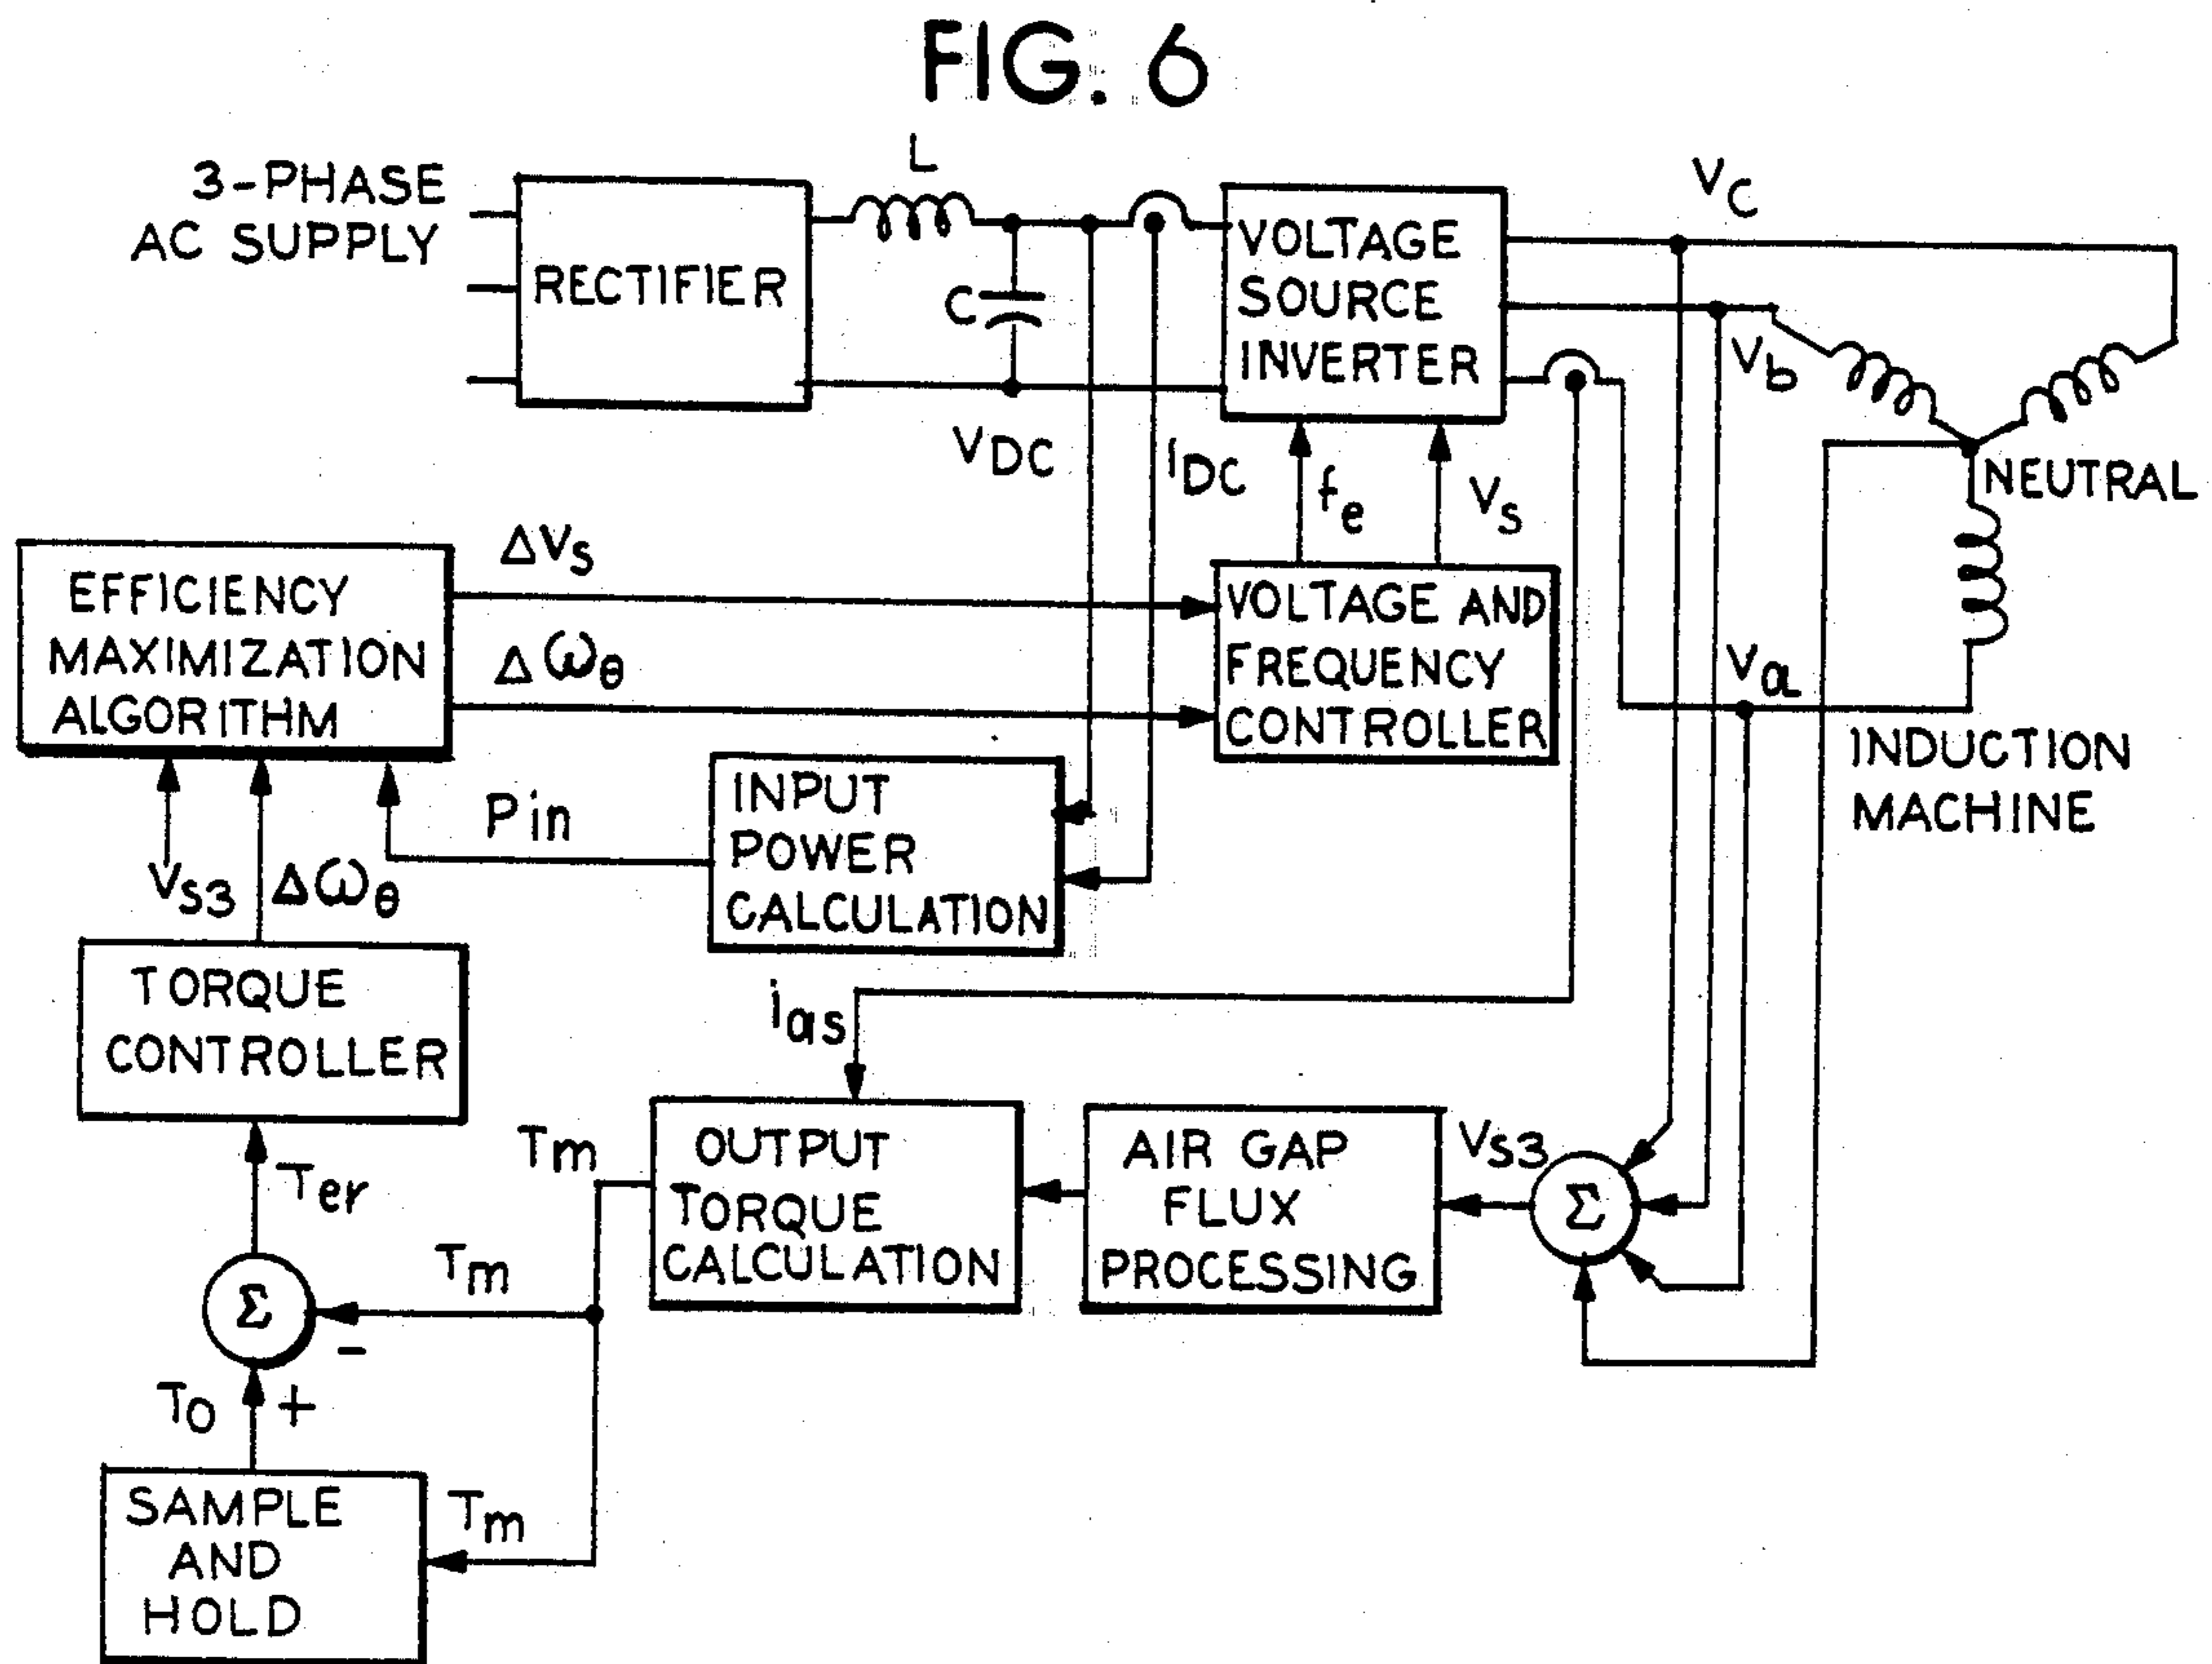 FIG. 6
3-PHASE
AC SUPPLY
RECTIFIER
L
C
VOLTAGE
SOURCE
INVERTER
VC
Vb
VDC
iDC
fe
Vs
NEUTRAL
EFFICIENCY
MAXIMIZATION
ALGORITHM
ΔVs
Δωθ
VOLTAGE AND
FREQUENCY
CONTROLLER
Va
INDUCTION
MACHINE
Pin
INPUT
POWER
CALCULATION
Vs3
Δωθ
TORQUE
CONTROLLER
ias
Tm
OUTPUT
TORQUE
CALCULATION
AIR GAP
FLUX
PROCESSING
Vs3
Σ
Ter
Σ
Tm
-
To
+
SAMPLE
AND
HOLD
Tm